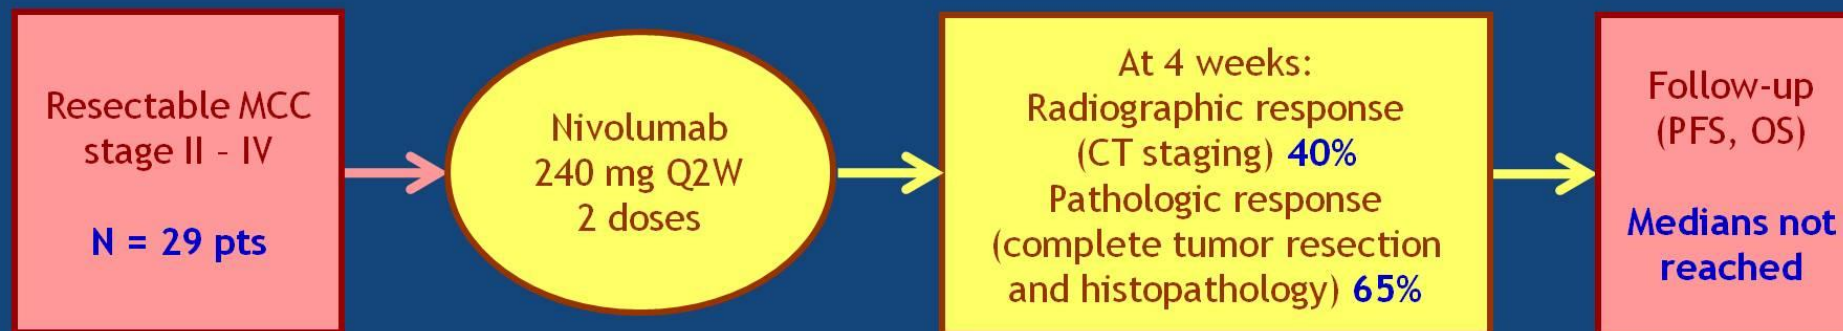 Resectable MCC
stage II - IV
N = 29 pts
Nivolumab
240 mg Q2W
2 doses
At 4 weeks:
Radiographic response
(CT staging) 40%
Pathologic response
(complete tumor resection
and histopathology) 65%
Follow-up
(PFS, OS)
Medians not
reached